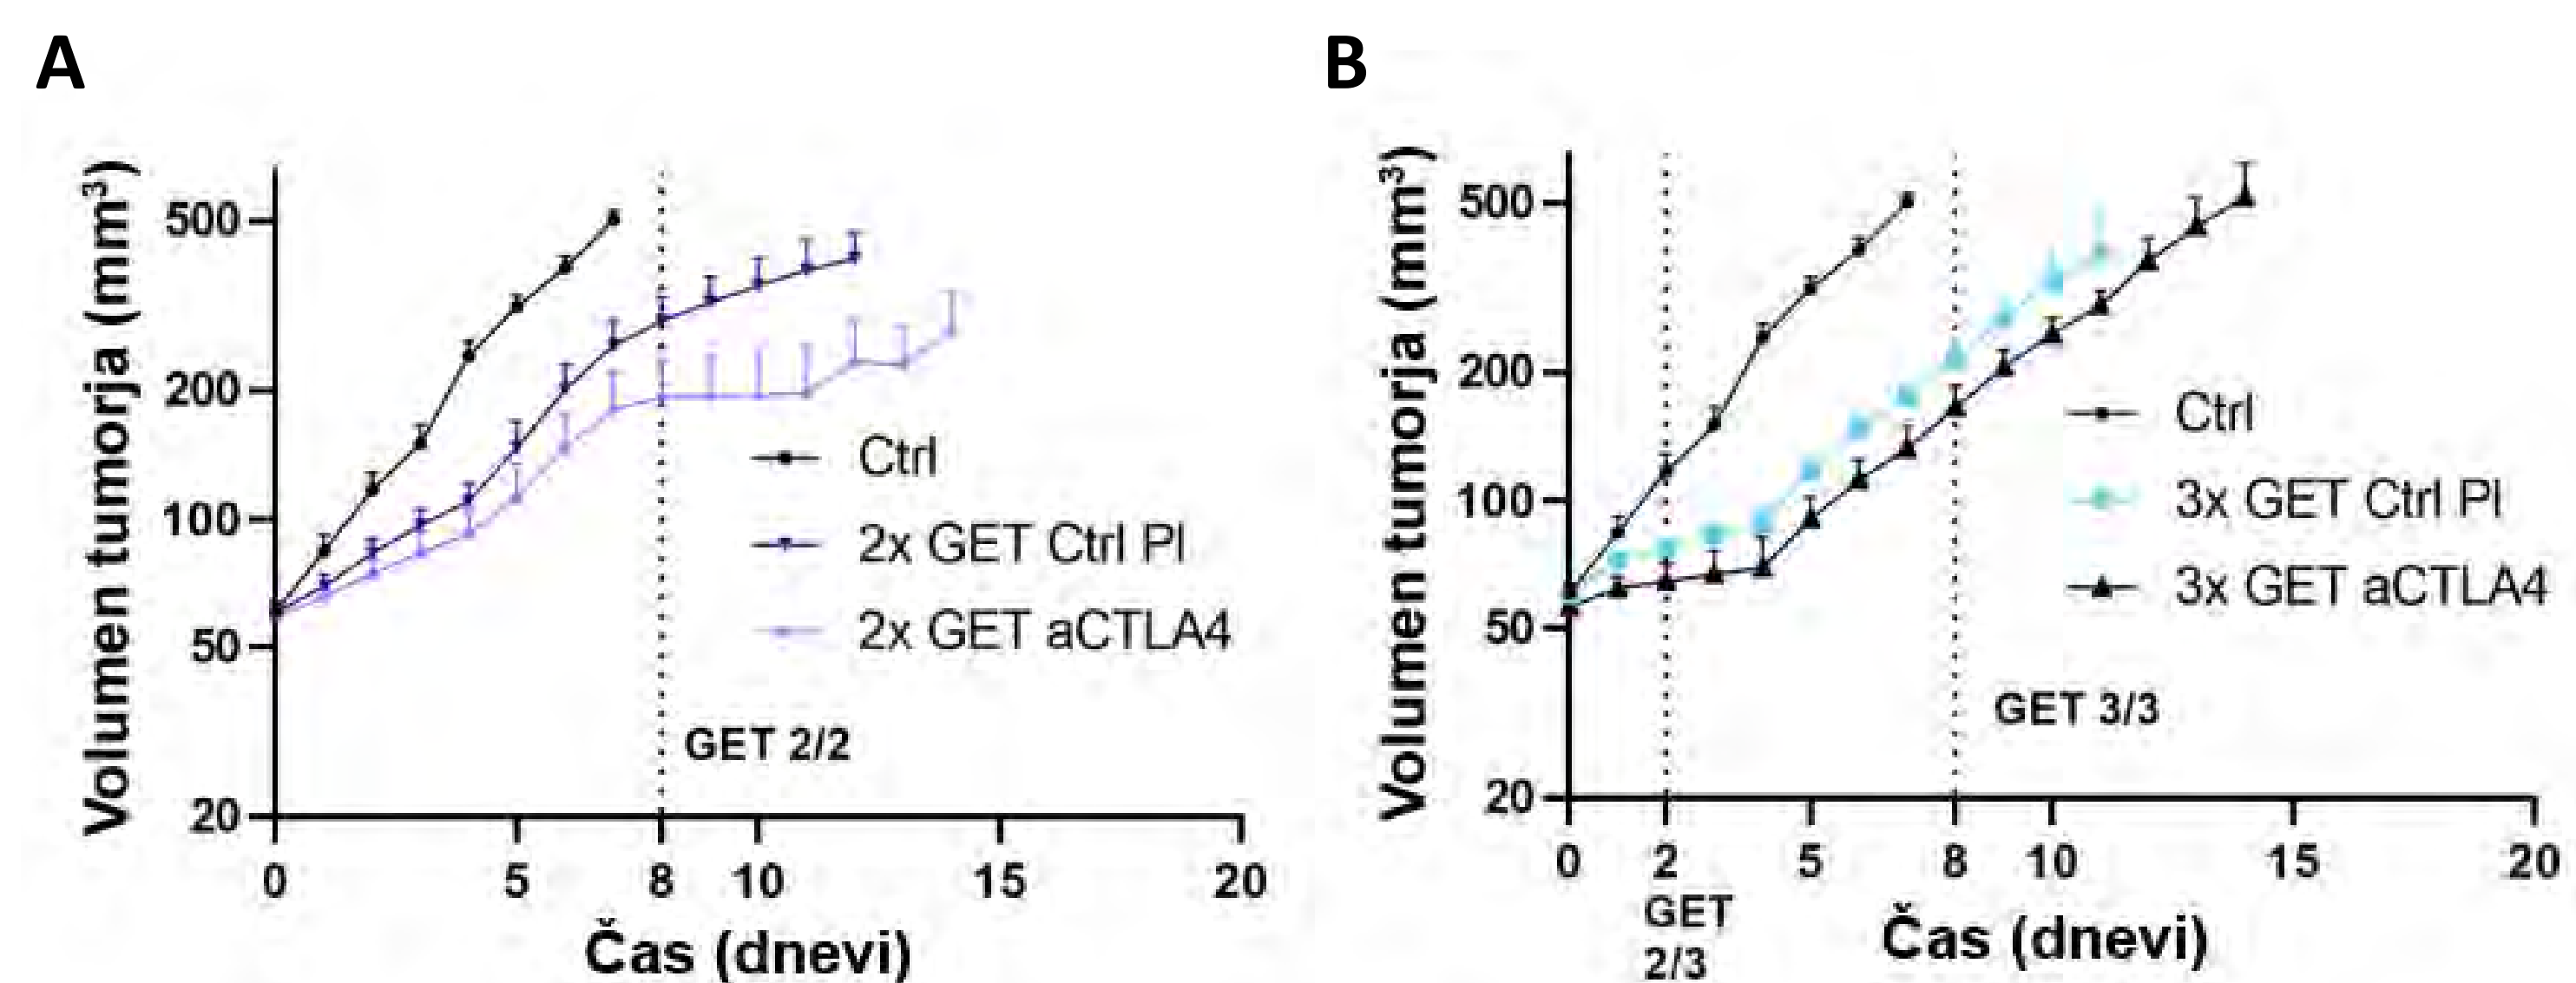 A
Volumen tumorja (mm³)
500
200
100
50
20
Ctrl
2x GET Ctrl Pl
2x GET aCTLA4
GET 2/2
0 5 8 10 15 20
Čas (dnevi)
B
Volumen tumorja (mm³)
500
200
100
50
20
Ctrl
3x GET Ctrl Pl
3x GET aCTLA4
GET 3/3
0 2 5 8 10 15 20
GET
2/3
Čas (dnevi)